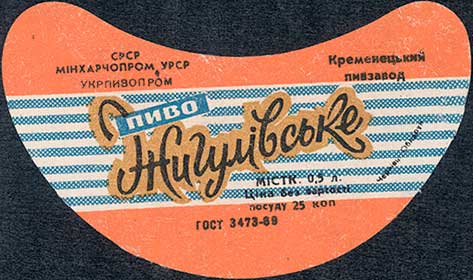 СРСР
МІНХАРЧОПРОМ УРСР
УКРПИВОПРОМ
Кременецький
пивзавод
ПИВО
Жигулівське
МІСТК. 0,5 л.
Ціна без вартості
посуду 25 коп
ГОСТ 3473-69